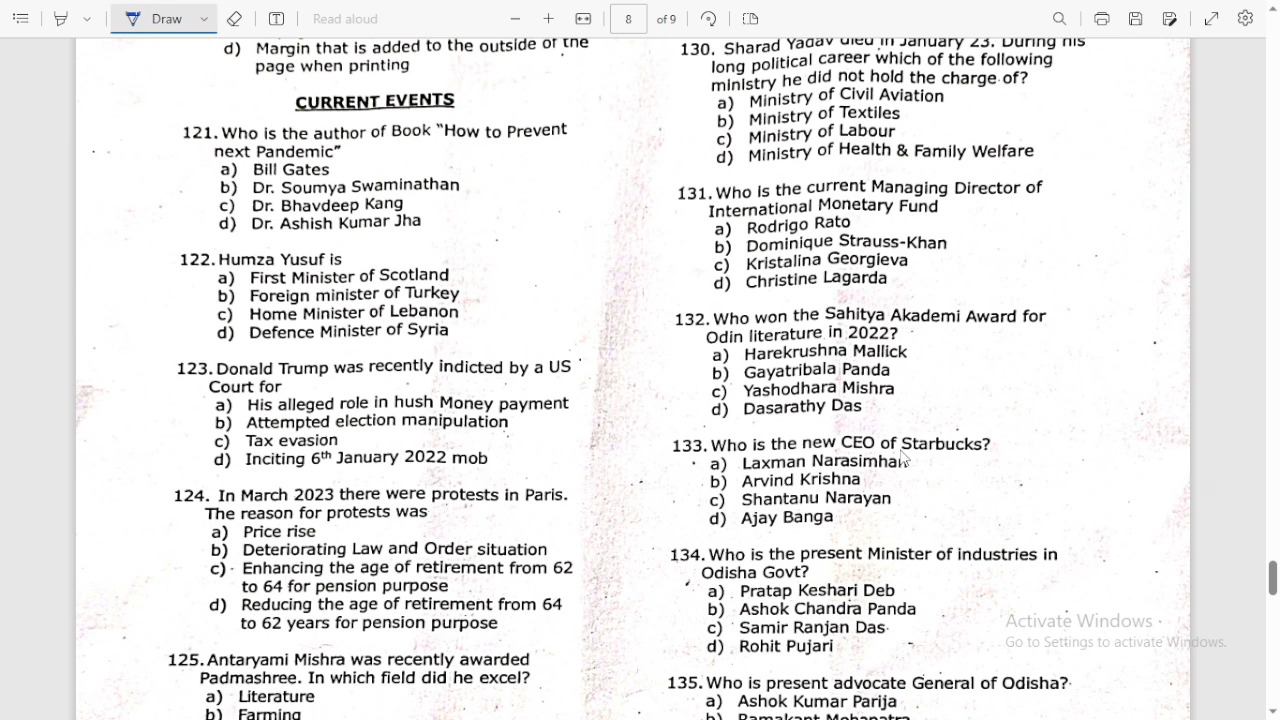 Draw
Read aloud
8
of 9
d) Margin that is added to the outside of the
page when printing
CURRENT EVENTS
121. Who is the author of Book "How to Prevent
next Pandemic"
a) Bill Gates
b) Dr. Soumya Swaminathan
c) Dr. Bhavdeep Kang
d) Dr. Ashish Kumar Jha
122. Humza Yusuf is
a) First Minister of Scotland
b) Foreign minister of Turkey
c) Home Minister of Lebanon
d) Defence Minister of Syria
123. Donald Trump was recently indicted by a US
Court for
a) His alleged role in hush Money payment
b) Attempted election manipulation
c) Tax evasion
d) Inciting 6th January 2022 mob
124. In March 2023 there were protests in Paris.
The reason for protests was
a) Price rise
b) Deteriorating Law and Order situation
c) Enhancing the age of retirement from 62
to 64 for pension purpose
d) Reducing the age of retirement from 64
to 62 years for pension purpose
125. Antaryami Mishra was recently awarded
Padmashree. In which field did he excel?
a) Literature
b) Farming
130. Sharad Yadav died in January 23. During his
long political career which of the following
ministry he did not hold the charge of?
a) Ministry of Civil Aviation
b) Ministry of Textiles
c) Ministry of Labour
d) Ministry of Health & Family Welfare
131. Who is the current Managing Director of
International Monetary Fund
a) Rodrigo Rato
b) Dominique Strauss-Khan
c) Kristalina Georgieva
d) Christine Lagarda
132. Who won the Sahitya Akademi Award for
Odin literature in 2022?
a) Harekrushna Mallick
b) Gayatribala Panda
c) Yashodhara Mishra
d) Dasarathy Das
133. Who is the new CEO of Starbucks?
a) Laxman Narasimhan
b) Arvind Krishna
c) Shantanu Narayan
d) Ajay Banga
134. Who is the present Minister of industries in
Odisha Govt?
a) Pratap Keshari Deb
b) Ashok Chandra Panda
c) Samir Ranjan Das
d) Rohit Pujari
135. Who is present advocate General of Odisha?
a) Ashok Kumar Parija
b) Ramakant Mohapatra
Activate Windows
Go to Settings to activate Windows.